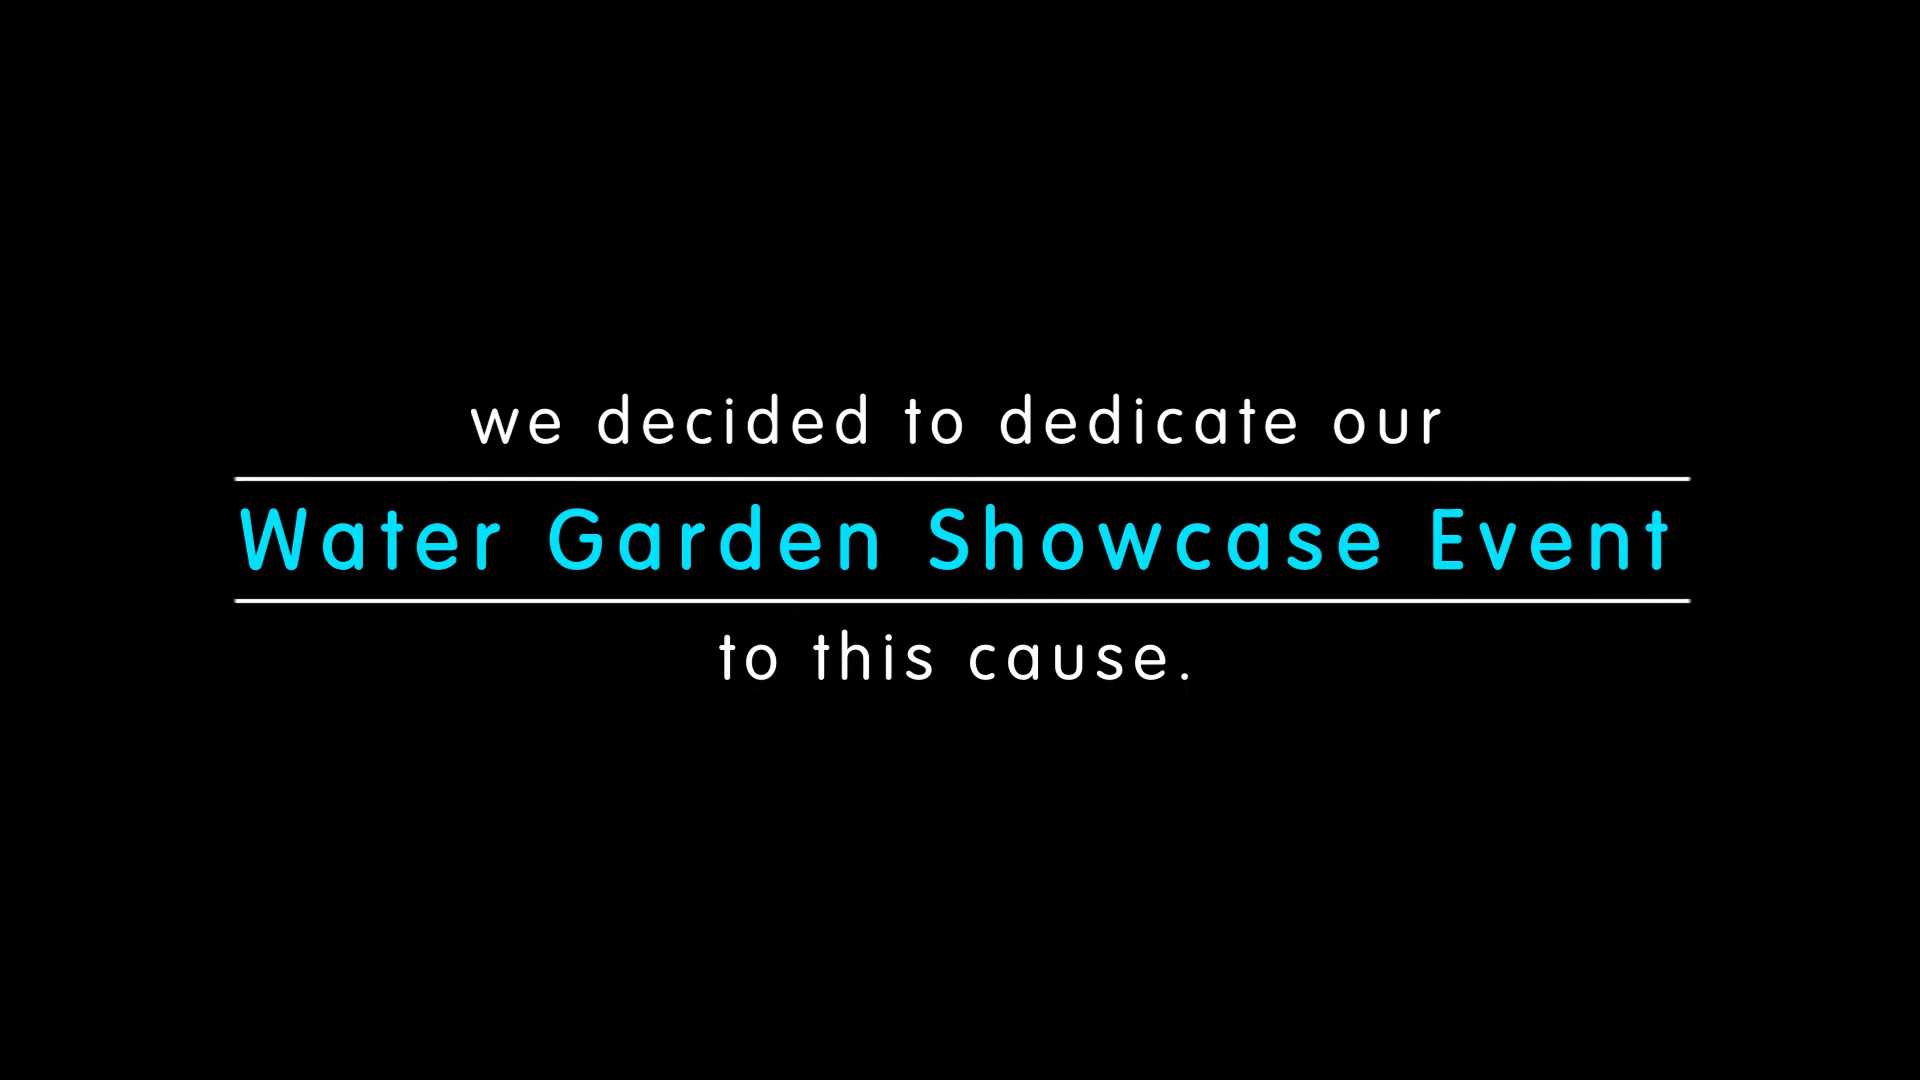 we decided to dedicate our
Water Garden Showcase Event
to this cause.